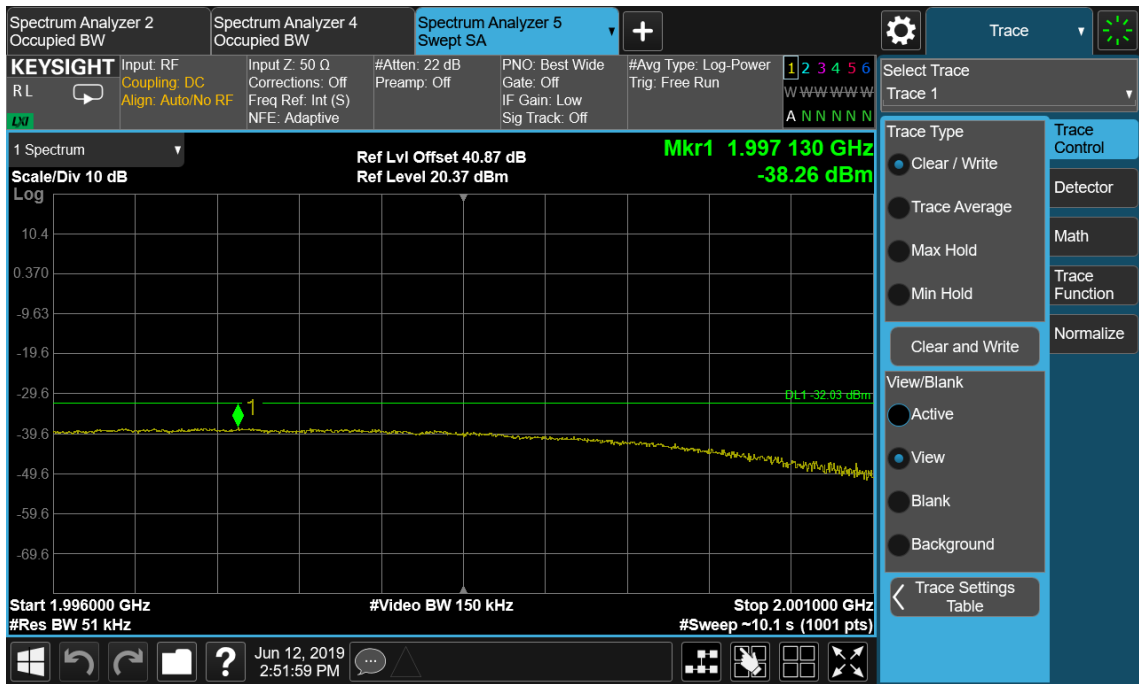 Spectrum Analyzer 2
Occupied BW
Spectrum Analyzer 4
Occupied BW
Spectrum Analyzer 5
Swept SA
Trace
KEYSIGHT
R L
LXI
Input: RF
Coupling: DC
Align: Auto/No RF
Input Z: 50 Ω
Corrections: Off
Freq Ref: Int (S)
NFE: Adaptive
#Atten: 22 dB
Preamp: Off
PNO: Best Wide
Gate: Off
IF Gain: Low
Sig Track: Off
#Avg Type: Log-Power
Trig: Free Run
1 2 3 4 5 6
W W W W W W
A N N N N N
Select Trace
Trace 1
1 Spectrum
Scale/Div 10 dB
Log
Ref Lvl Offset 40.87 dB
Ref Level 20.37 dBm
Mkr1 1.997 130 GHz
-38.26 dBm
10.4
0.370
-9.63
-19.6
-29.6
-39.6
-49.6
-59.6
-69.6
DL1 -32.03 dBm
1
Start 1.996000 GHz
#Res BW 51 kHz
#Video BW 150 kHz
Stop 2.001000 GHz
#Sweep ~10.1 s (1001 pts)
Trace Type
Clear / Write
Trace Average
Max Hold
Min Hold
Clear and Write
View/Blank
Active
View
Blank
Background
Trace Settings
Table
Trace
Control
Detector
Math
Trace
Function
Normalize
?
Jun 12, 2019
2:51:59 PM